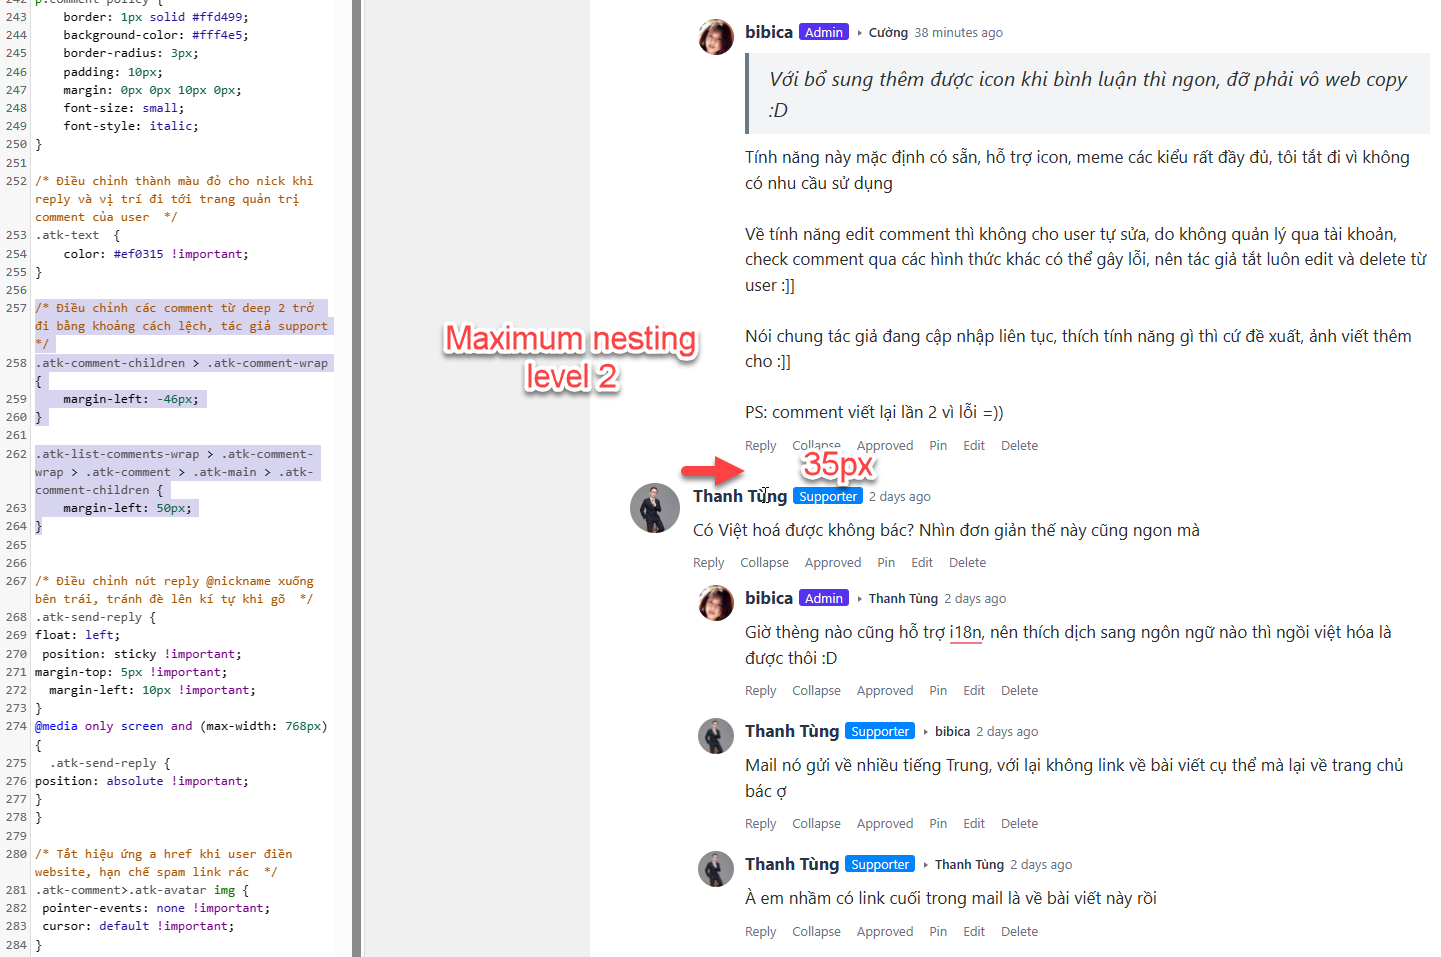 242 p.comment-policy {
243 border: 1px solid #ffd499;
244 background-color: #fff4e5;
245 border-radius: 3px;
246 padding: 10px;
247 margin: 0px 0px 10px 0px;
248 font-size: small;
249 font-style: italic;
250 }
251
252 /* Điều chỉnh thành màu đỏ cho nick khi
reply và vị trí đi tới trang quản trị
comment của user */
253 .atk-text {
254 color: #ef0315 !important;
255 }
256
257 /* Điều chỉnh các comment từ deep 2 trở
đi bằng khoảng cách lệch, tác giả support
*/
258 .atk-comment-children > .atk-comment-wrap
{
259 margin-left: -46px;
260 }
261
262 .atk-list-comments-wrap > .atk-comment-
wrap > .atk-comment > .atk-main > .atk-
comment-children {
263 margin-left: 50px;
264 }
265
266
267 /* Điều chỉnh nút reply @nickname xuống
bên trái, tránh đè lên kí tự khi gõ */
268 .atk-send-reply {
269 float: left;
270 position: sticky !important;
271 margin-top: 5px !important;
272 margin-left: 10px !important;
273 }
274 @media only screen and (max-width: 768px)
{
275 .atk-send-reply {
276 position: absolute !important;
277 }
278 }
279
280 /* Tắt hiệu ứng a href khi user điền
website, hạn chế spam link rác */
281 .atk-comment>.atk-avatar img {
282 pointer-events: none !important;
283 cursor: default !important;
284 }
Maximum nesting
level 2
bibica Admin ‣ Cường 38 minutes ago
Với bổ sung thêm được icon khi bình luận thì ngon, đỡ phải vô web copy
:D
Tính năng này mặc định có sẵn, hỗ trợ icon, meme các kiểu rất đầy đủ, tôi tắt đi vì không
có nhu cầu sử dụng
Về tính năng edit comment thì không cho user tự sửa, do không quản lý qua tài khoản,
check comment qua các hình thức khác có thể gây lỗi, nên tác giả tắt luôn edit và delete từ
user :]]
Nói chung tác giả đang cập nhập liên tục, thích tính năng gì thì cứ đề xuất, ảnh viết thêm
cho :]]
PS: comment viết lại lần 2 vì lỗi =))
Reply Collapse Approved Pin Edit Delete
35px
Thanh Tùng Supporter 2 days ago
Có Việt hoá được không bác? Nhìn đơn giản thế này cũng ngon mà
Reply Collapse Approved Pin Edit Delete
bibica Admin ‣ Thanh Tùng 2 days ago
Giờ thèng nào cũng hỗ trợ i18n, nên thích dịch sang ngôn ngữ nào thì ngồi việt hóa là
được thôi :D
Reply Collapse Approved Pin Edit Delete
Thanh Tùng Supporter ‣ bibica 2 days ago
Mail nó gửi về nhiều tiếng Trung, với lại không link về bài viết cụ thể mà lại về trang chủ
bác ợ
Reply Collapse Approved Pin Edit Delete
Thanh Tùng Supporter ‣ Thanh Tùng 2 days ago
À em nhầm có link cuối trong mail là về bài viết này rồi
Reply Collapse Approved Pin Edit Delete